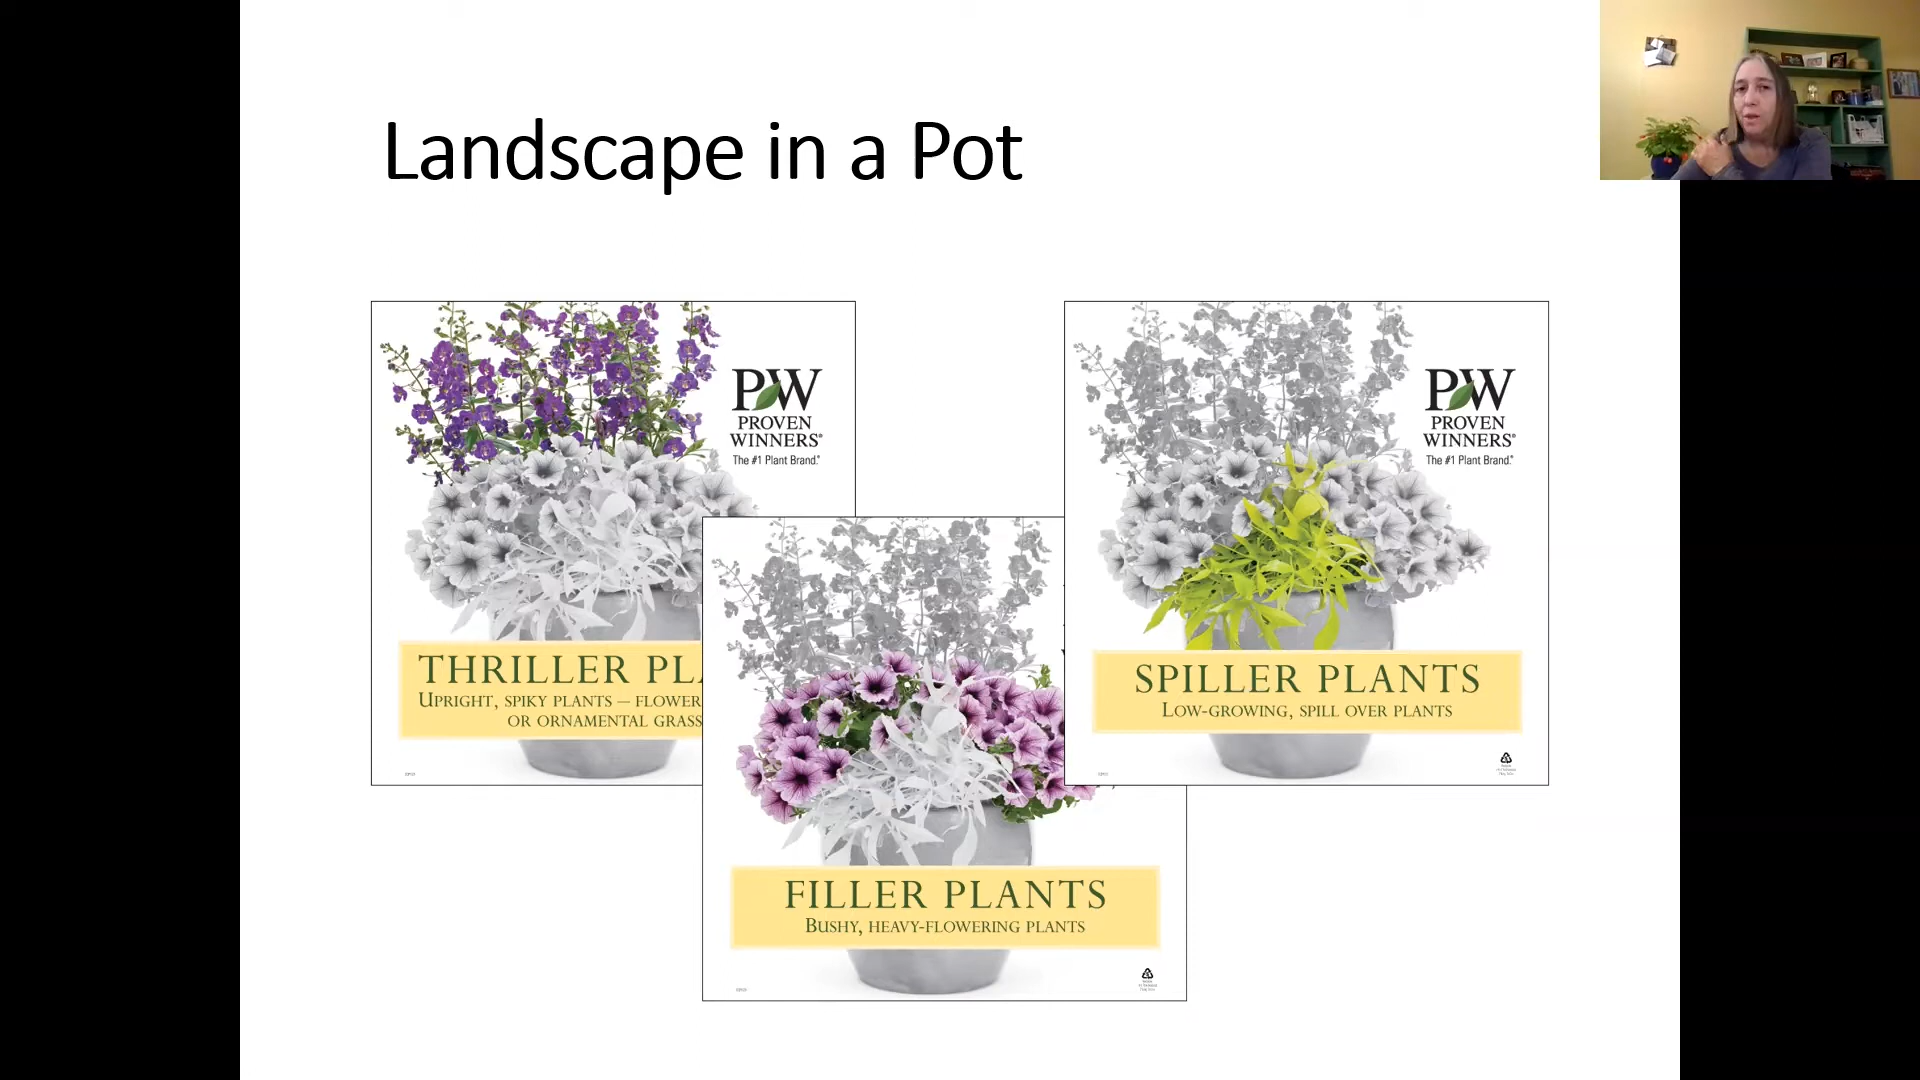 Landscape in a Pot
PW
PROVEN
WINNERS®
The #1 Plant Brand.®
THRILLER PL
UPRIGHT, SPIKY PLANTS — FLOWER
OR ORNAMENTAL GRASS
FILLER PLANTS
BUSHY, HEAVY-FLOWERING PLANTS
PW
PROVEN
WINNERS®
The #1 Plant Brand.®
SPILLER PLANTS
LOW-GROWING, SPILL OVER PLANTS